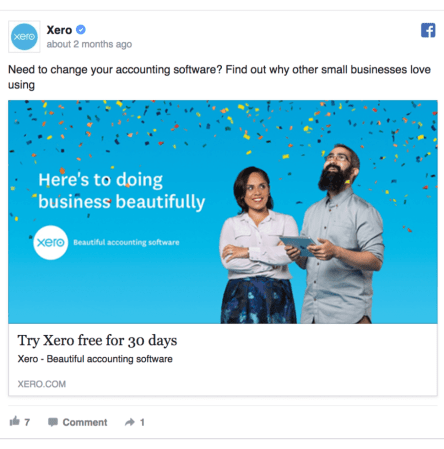 xero
Xero
about 2 months ago
f
Need to change your accounting software? Find out why other small businesses love
using
Here's to doing
business beautifully
xero
Beautiful accounting software
Try Xero free for 30 days
Xero - Beautiful accounting software
XERO.COM
7 Comment 1